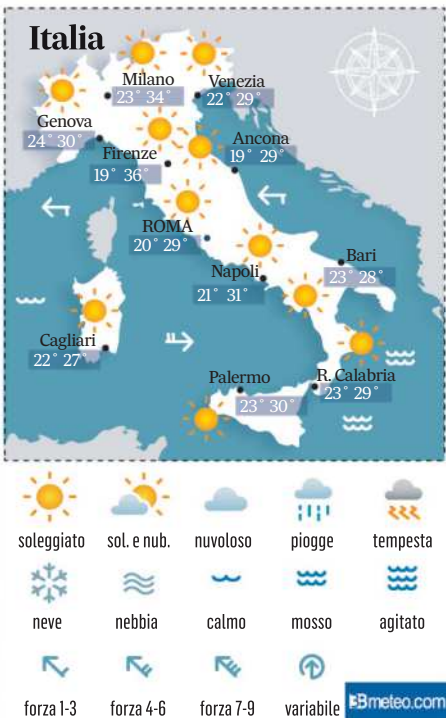 Italia
Milano
23° 34°
Venezia
22° 29°
Genova
24° 30°
Firenze
19° 36°
Ancona
19° 29°
ROMA
20° 29°
Napoli
21° 31°
Bari
23° 28°
Cagliari
22° 27°
Palermo
23° 30°
R. Calabria
23° 29°
soleggiato sol. e nub. nuvoloso piogge tempesta
neve nebbia calmo mosso agitato
forza 1-3 forza 4-6 forza 7-9 variabile
3Bmeteo.com